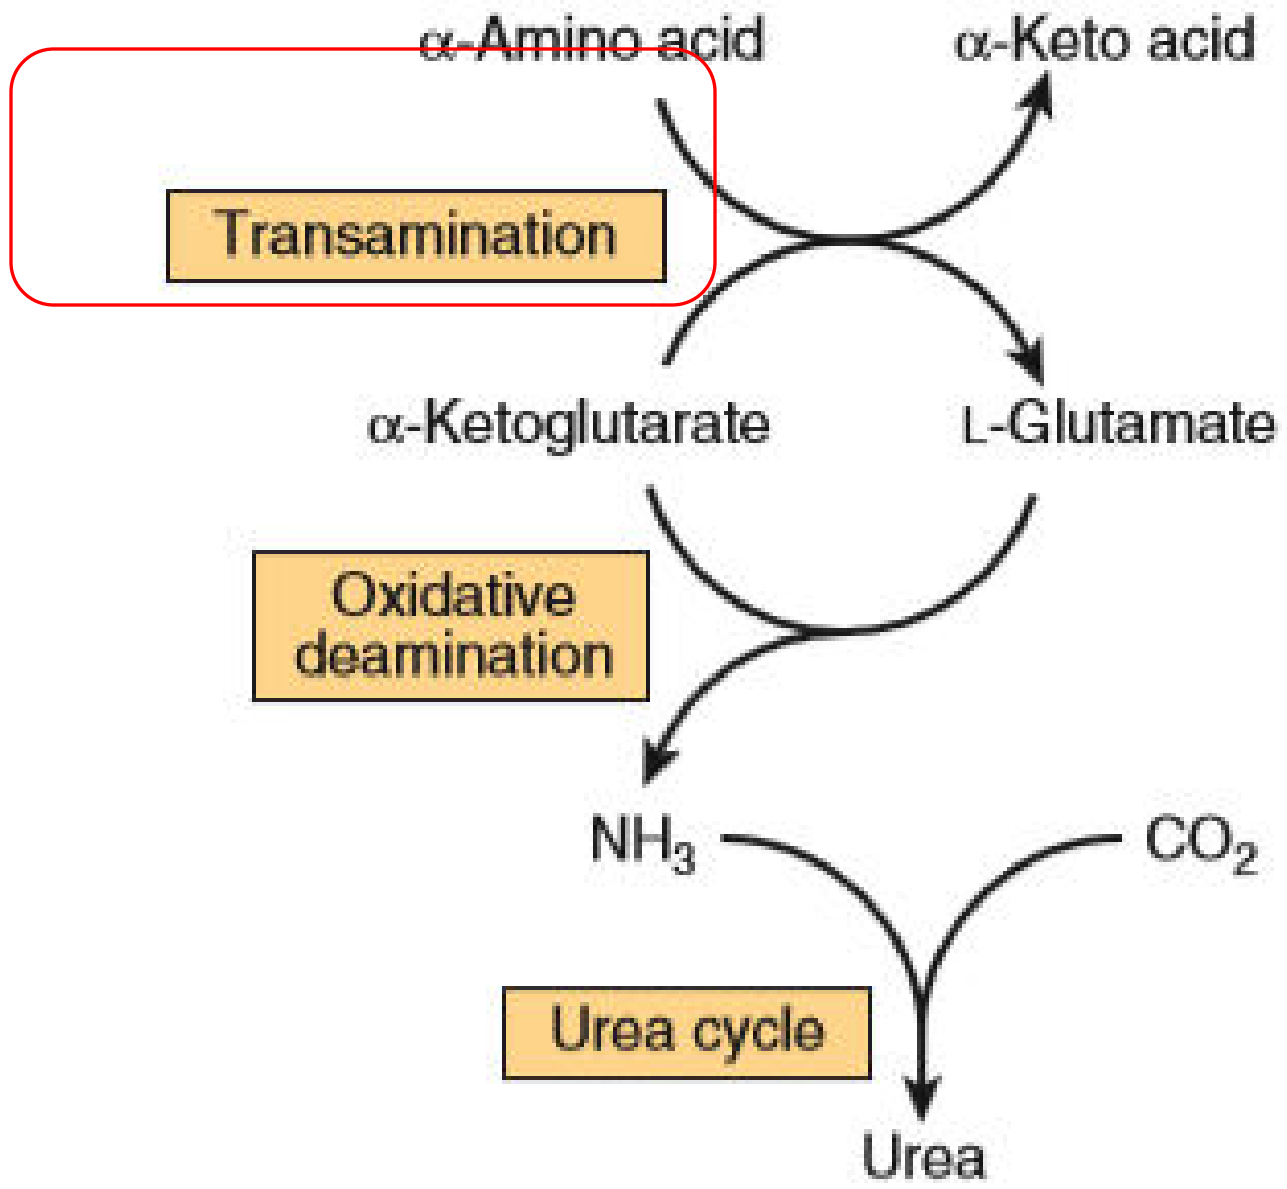 α-Amino acid α-Keto acid
Transamination
α-Ketoglutarate L-Glutamate
Oxidative
deamination
NH₃ CO₂
Urea cycle
Urea